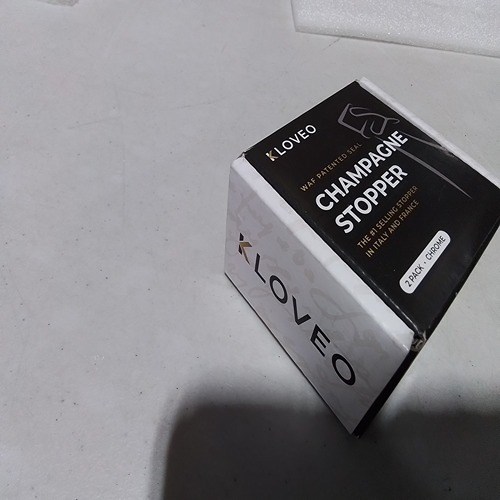 KLOVEO
WAF PATENTED SEAL
CHAMPAGNE
STOPPER
THE #1 SELLING STOPPER
IN ITALY AND FRANCE
2 PACK • CHROME
KLOVEO